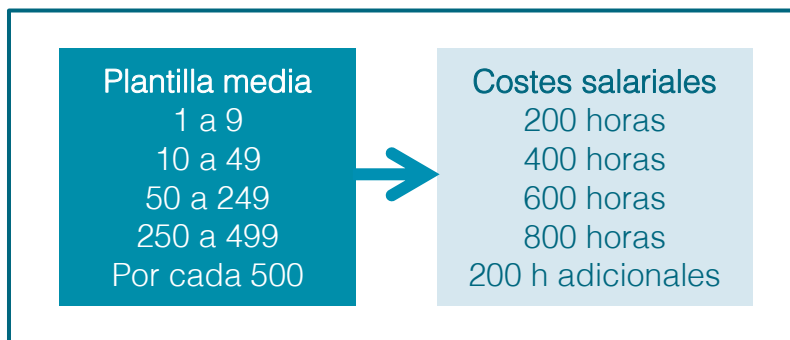 Plantilla media
1 a 9
10 a 49
50 a 249
250 a 499
Por cada 500
Costes salariales
200 horas
400 horas
600 horas
800 horas
200 h adicionales